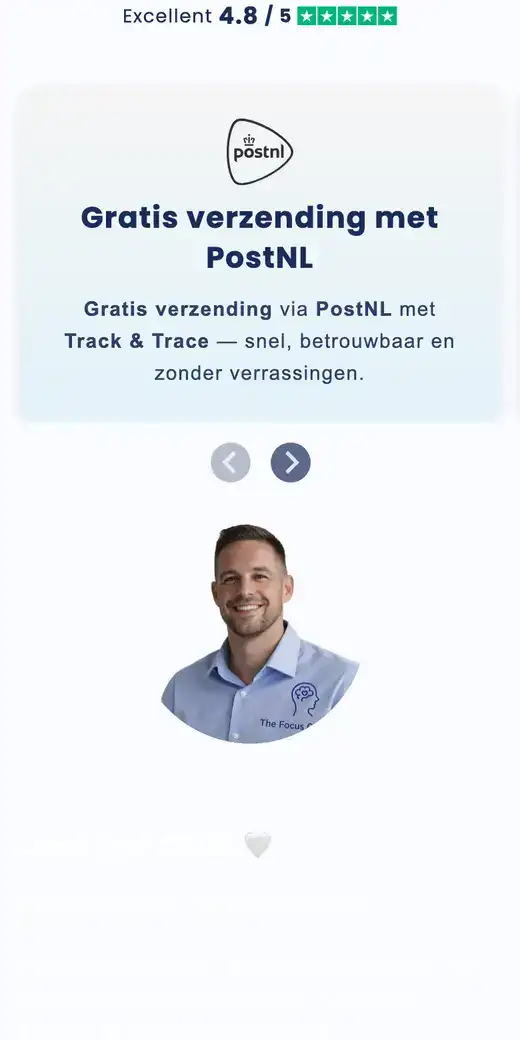 Excellent 4.8 / 5
postnl
Gratis verzending met
PostNL
Gratis verzending via PostNL met
Track & Trace — snel, betrouwbaar en
zonder verrassingen.
The Focus